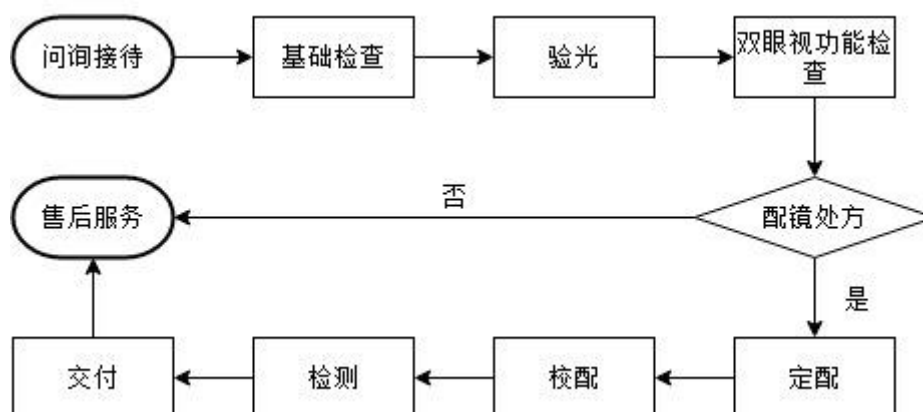 问询接待
基础检查
验光
双眼视功能检
查
否
售后服务
配镜处方
是
交付
检测
校配
定配